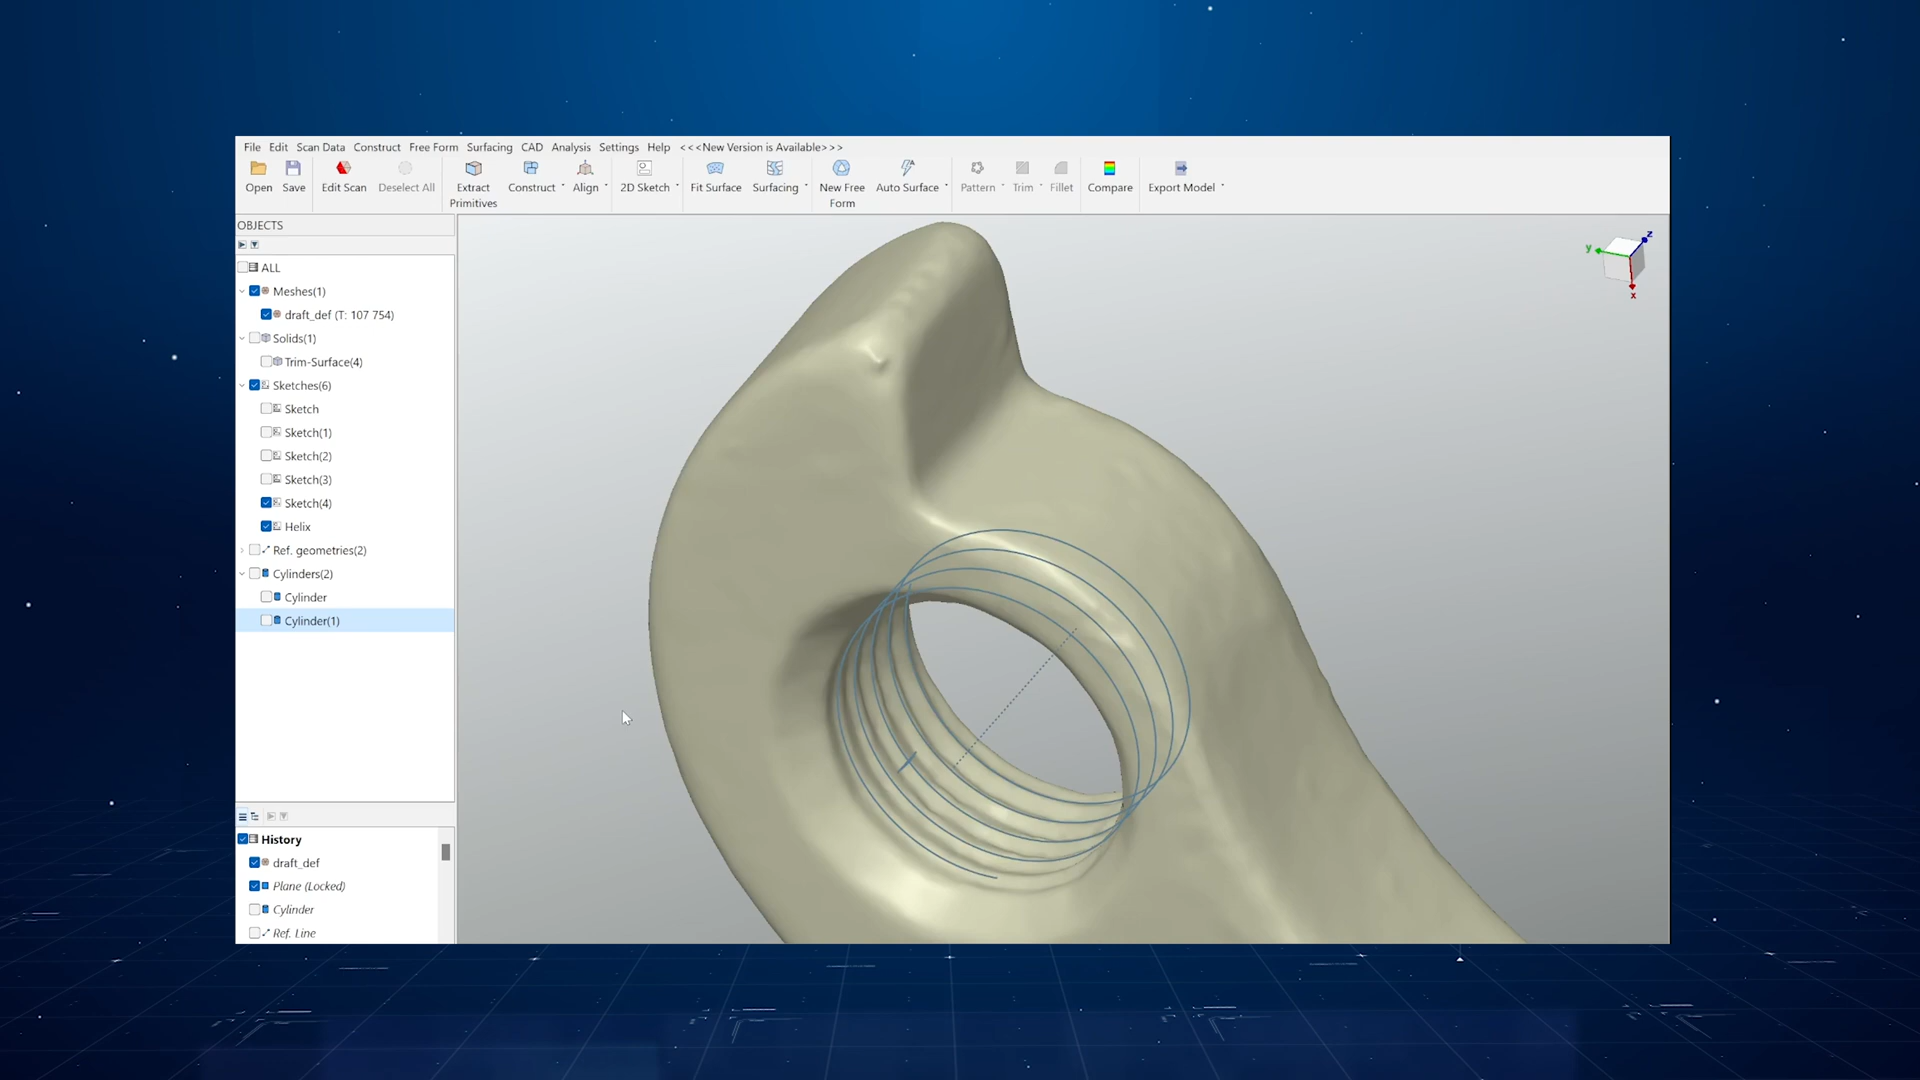 File Edit Scan Data Construct Free Form Surfacing CAD Analysis Settings Help <<<New Version is Available>>>
Open Save Edit Scan Deselect All Extract Primitives Construct Align 2D Sketch Fit Surface Surfacing New Free Form Auto Surface Pattern Trim Fillet Compare Export Model
OBJECTS
ALL
Meshes(1)
draft_def (T: 107 754)
Solids(1)
Trim-Surface(4)
Sketches(6)
Sketch
Sketch(1)
Sketch(2)
Sketch(3)
Sketch(4)
Helix
Ref. geometries(2)
Cylinders(2)
Cylinder
Cylinder(1)
History
draft_def
Plane (Locked)
Cylinder
Ref. Line
z
y
x